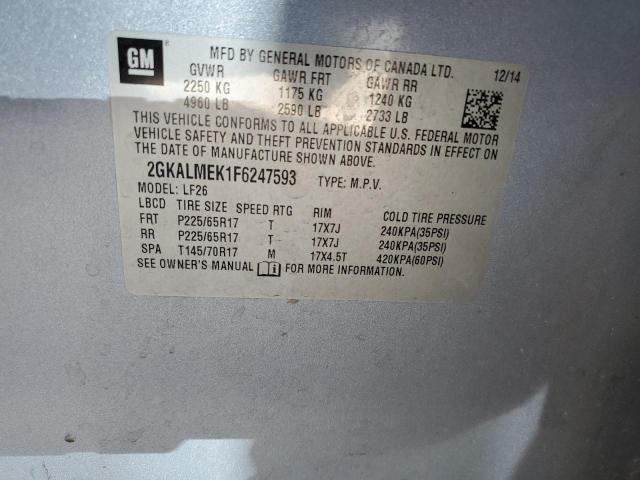 GM
MFD BY GENERAL MOTORS OF CANADA LTD. 12/14
GVWR GAWR FRT GAWR RR
2250 KG 1175 KG 1240 KG
4960 LB 2590 LB 2733 LB
THIS VEHICLE CONFORMS TO ALL APPLICABLE U.S. FEDERAL MOTOR
VEHICLE SAFETY AND THEFT PREVENTION STANDARDS IN EFFECT ON
THE DATE OF MANUFACTURE SHOWN ABOVE.
2GKALMEK1F6247593 TYPE: M.P.V.
MODEL: LF26
LBCD TIRE SIZE SPEED RTG RIM COLD TIRE PRESSURE
FRT P225/65R17 T 17X7J 240KPA(35PSI)
RR P225/65R17 T 17X7J 240KPA(35PSI)
SPA T145/70R17 M 17X4.5T 420KPA(60PSI)
SEE OWNER'S MANUAL FOR MORE INFORMATION.